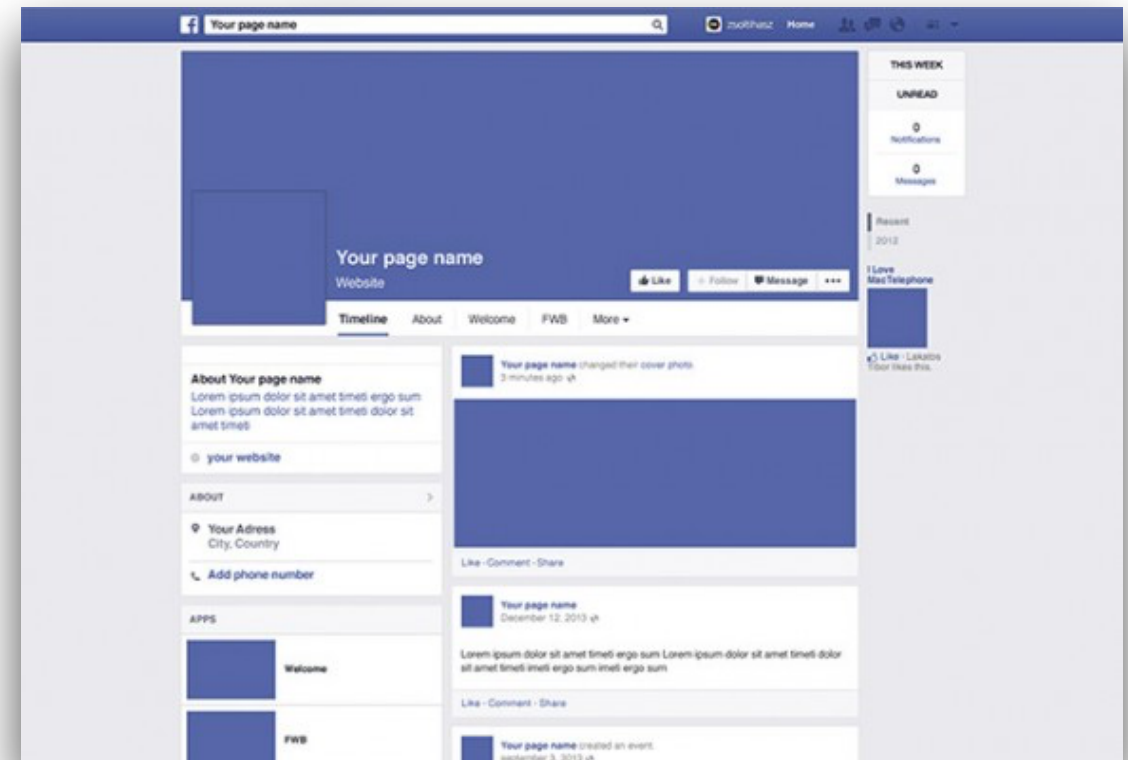 f Your page name
zsoltihasz Home
Your page name
Website
Like Follow Message
Timeline About Welcome FWB More
THIS WEEK
UNREAD
0
Notifications
0
Messages
Recent
2012
I Love
MacTelephone
Like · Lakatos
Tibor likes this.
About Your page name
Lorem ipsum dolor sit amet timeti ergo sum
Lorem ipsum dolor sit amet timeti dolor sit
amet timeti
your website
ABOUT
Your Adress
City, Country
Add phone number
APPS
Welcome
FWB
Your page name changed their cover photo.
3 minutes ago
Like · Comment · Share
Your page name
December 12, 2013
Lorem ipsum dolor sit amet timeti ergo sum Lorem ipsum dolor sit amet timeti dolor
sit amet timeti imeti ergo sum imeti ergo sum
Like · Comment · Share
Your page name created an event.
september 3, 2013